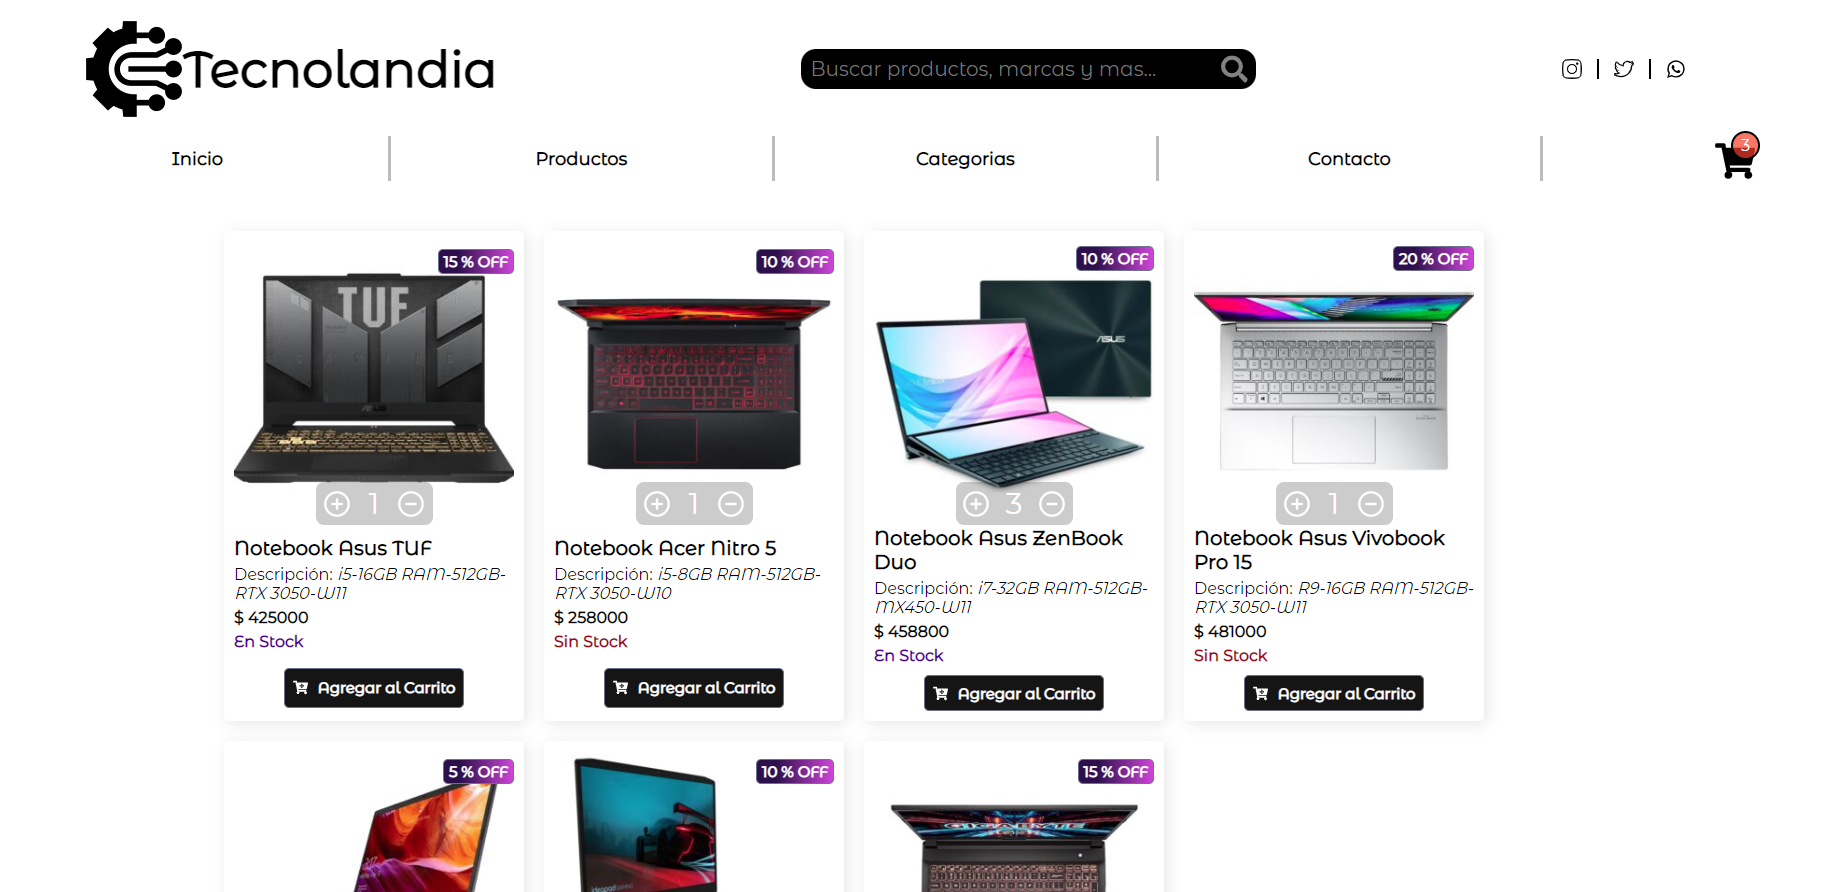 Tecnolandia
Buscar productos, marcas y mas...
Inicio
Productos
Categorias
Contacto
3
15 % OFF
TUF
ASUS
1
Notebook Asus TUF
Descripción: i5-16GB RAM-512GB-
RTX 3050-W11
$ 425000
En Stock
Agregar al Carrito
10 % OFF
1
Notebook Acer Nitro 5
Descripción: i5-8GB RAM-512GB-
RTX 3050-W10
$ 258000
Sin Stock
Agregar al Carrito
10 % OFF
ASUS
3
Notebook Asus ZenBook
Duo
Descripción: i7-32GB RAM-512GB-
MX450-W11
$ 458800
En Stock
Agregar al Carrito
20 % OFF
1
Notebook Asus Vivobook
Pro 15
Descripción: R9-16GB RAM-512GB-
RTX 3050-W11
$ 481000
Sin Stock
Agregar al Carrito
5 % OFF
10 % OFF
ideapad
15 % OFF
GIGABYTE